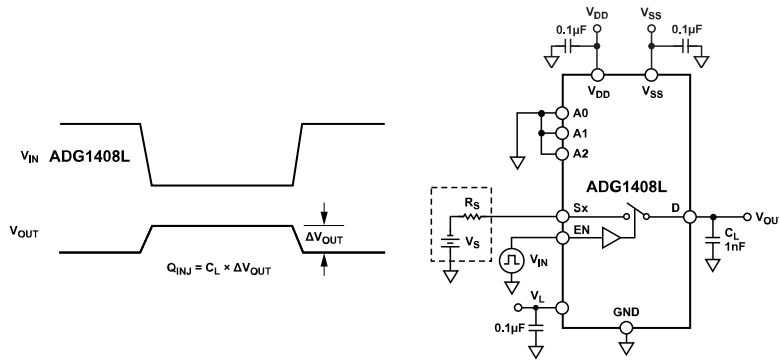 V_IN ADG1408L
V_OUT
ΔV_OUT
Q_INJ = C_L × ΔV_OUT
V_DD V_SS
0.1µF 0.1µF
V_DD V_SS
A0
A1
A2
ADG1408L
R_S Sx D V_OU
V_S EN
V_IN C_L
1nF
V_L
0.1µF
GND